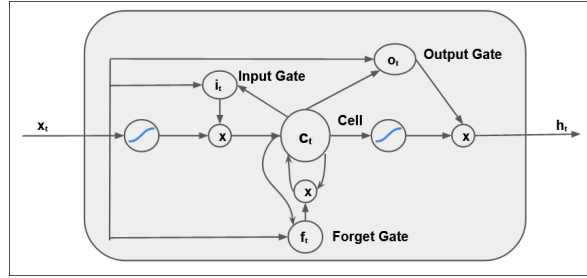 oₜ
Output Gate
iₜ
Input Gate
xₜ
x
Cₜ
Cell
x
hₜ
x
fₜ
Forget Gate